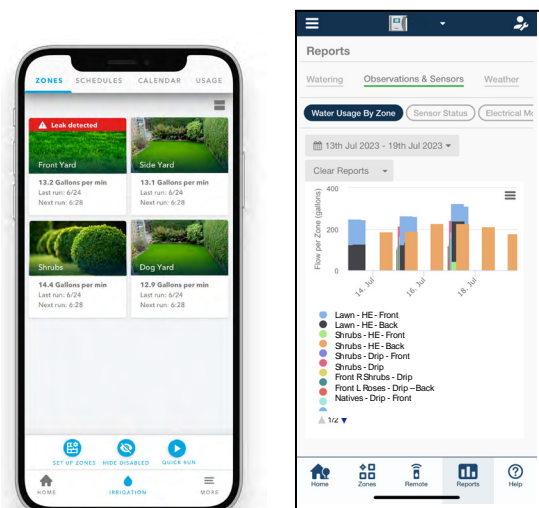 ZONES SCHEDULES CALENDAR USAGE
Leak detected
Front Yard
13.2 Gallons per min
Last run: 6/24
Next run: 6:28
Side Yard
13.1 Gallons per min
Last run: 6/24
Next run: 6:28
Shrubs
14.4 Gallons per min
Last run: 6/24
Next run: 6:28
Dog Yard
12.9 Gallons per min
Last run: 6/24
Next run: 6:28
SET UP ZONES HIDE DISABLED QUICK RUN
HOME IRRIGATION MORE
Reports
Watering Observations & Sensors Weather
Water Usage By Zone Sensor Status Electrical Mo
13th Jul 2023 - 19th Jul 2023
Clear Reports
Flow per Zone (gallons)
400
200
0
14. Jul 16. Jul 18. Jul
Lawn - HE - Front
Lawn - HE - Back
Shrubs - HE - Front
Shrubs - HE - Back
Shrubs - Drip - Front
Shrubs - Drip
Front R Shrubs - Drip
Front L Roses - Drip – Back
Natives - Drip - Front
1/2
Home Zones Remote Reports Help